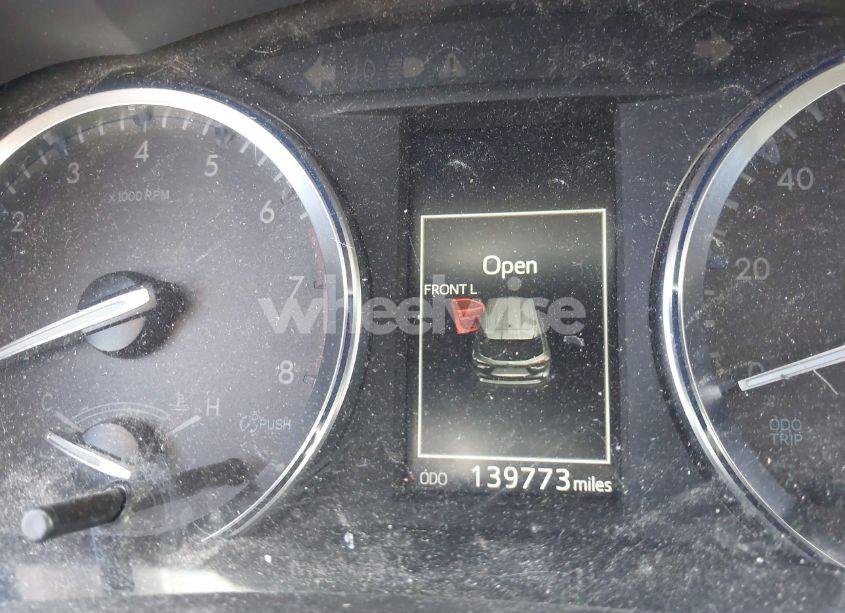 40
4
3
5
2
x1000 RPM
6
20
Open
7
FRONT L
wheelwise
8
0
C
H
PUSH
ODO
TRIP
ODO 139773 miles